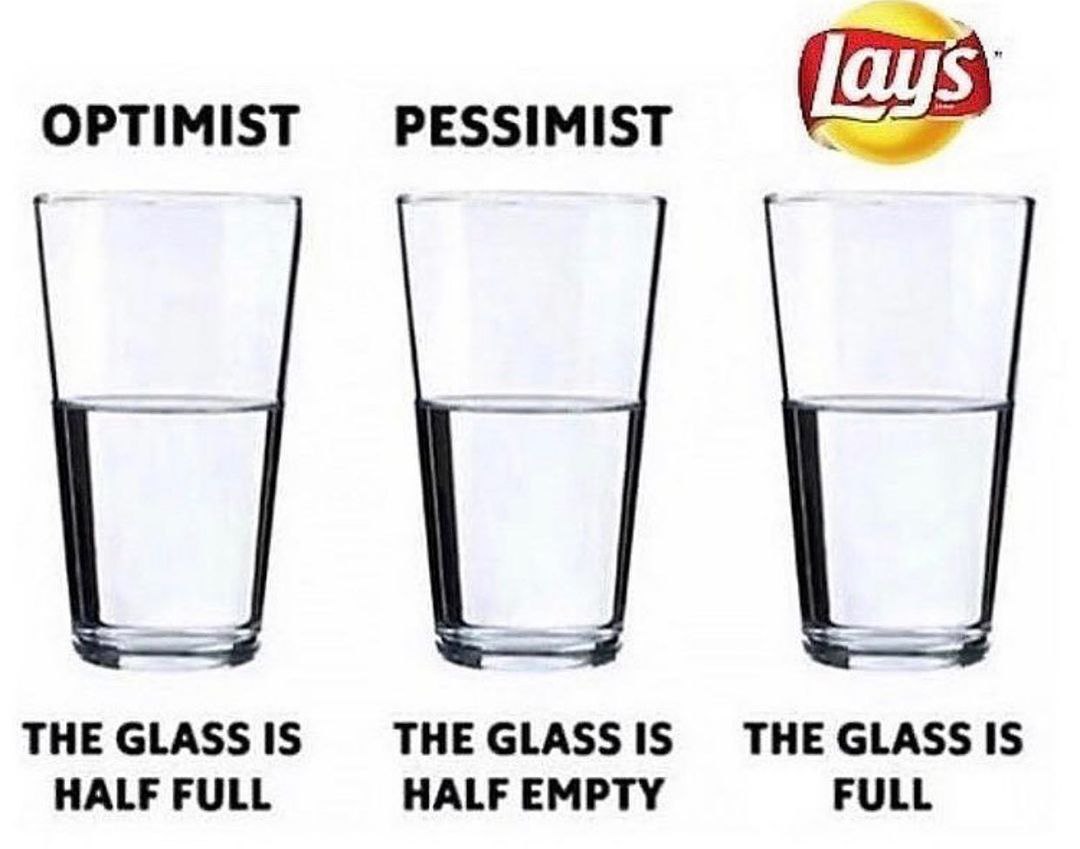 OPTIMIST
THE GLASS IS
HALF FULL
PESSIMIST
THE GLASS IS
HALF EMPTY
Lay's
THE GLASS IS
FULL